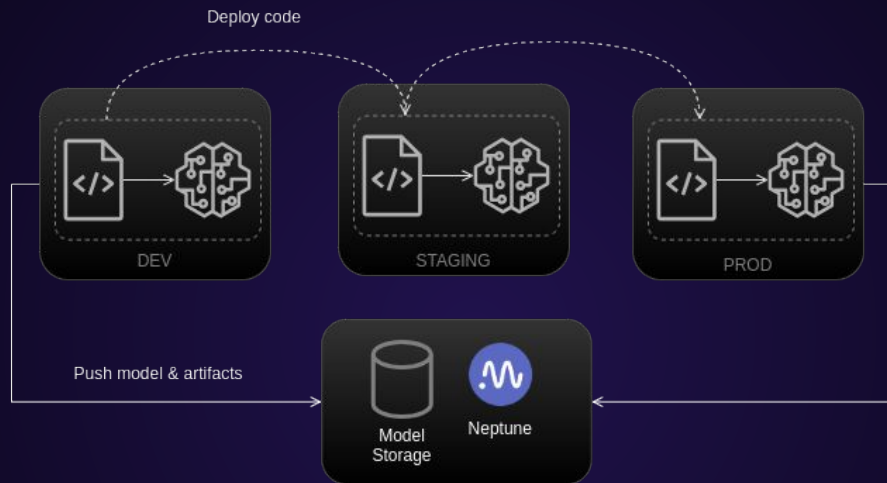 Deploy code
</>
</>
</>
DEV
STAGING
PROD
Push model & artifacts
Model
Storage
Neptune